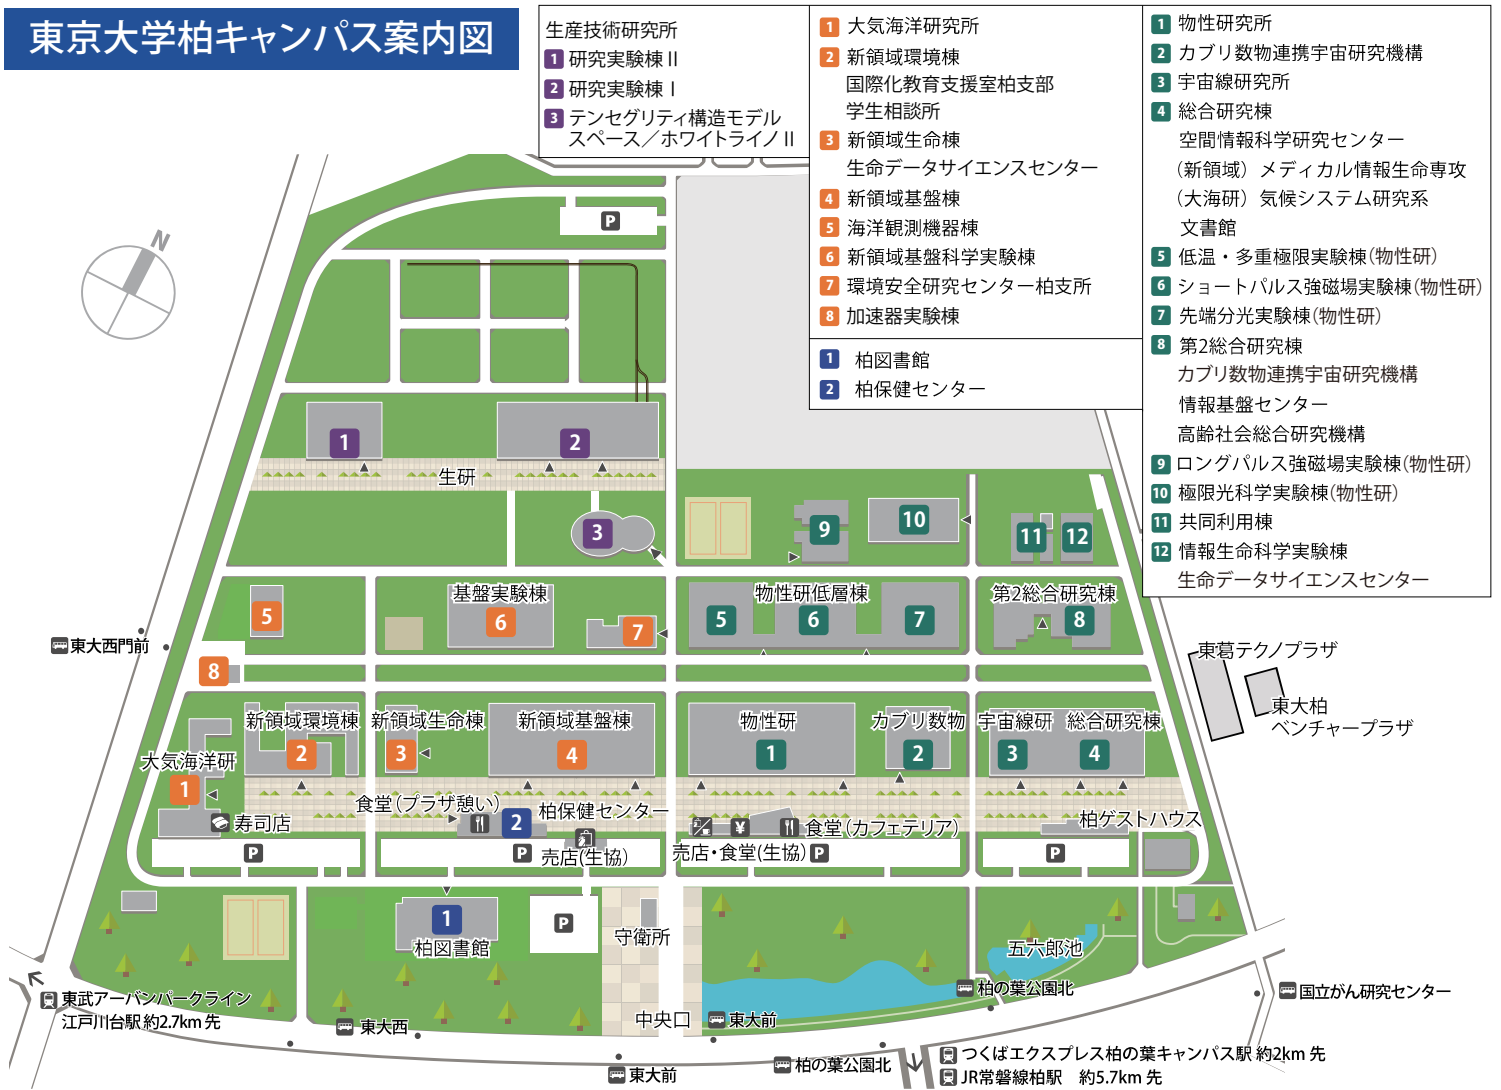 東京大学柏キャンパス案内図
生産技術研究所
1 研究実験棟Ⅱ
2 研究実験棟Ⅰ
3 テンセグリティ構造モデル
スペース／ホワイトライノⅡ
1 大気海洋研究所
2 新領域環境棟
国際化教育支援室柏支部
学生相談所
3 新領域生命棟
生命データサイエンスセンター
4 新領域基盤棟
5 海洋観測機器棟
6 新領域基盤科学実験棟
7 環境安全研究センター柏支所
8 加速器実験棟
1 柏図書館
2 柏保健センター
1 物性研究所
2 カブリ数物連携宇宙研究機構
3 宇宙線研究所
4 総合研究棟
空間情報科学研究センター
（新領域）メディカル情報生命専攻
（大海研）気候システム研究系
文書館
5 低温・多重極限実験棟(物性研)
6 ショートパルス強磁場実験棟(物性研)
7 先端分光実験棟(物性研)
8 第2総合研究棟
カブリ数物連携宇宙研究機構
情報基盤センター
高齢社会総合研究機構
9 ロングパルス強磁場実験棟(物性研)
10 極限光科学実験棟(物性研)
11 共同利用棟
12 情報生命科学実験棟
生命データサイエンスセンター
N
P
1
2
生研
3
9
10
11
12
5
基盤実験棟
6
7
物性研低層棟
5
6
7
第2総合研究棟
8
東大西門前
8
東葛テクノプラザ
東大柏
ベンチャープラザ
新領域環境棟
2
新領域生命棟
3
新領域基盤棟
4
物性研
1
カブリ数物
2
宇宙線研
3
総合研究棟
4
大気海洋研
1
寿司店
食堂（プラザ憩い）
2
柏保健センター
売店(生協)
¥
食堂（カフェテリア）
売店・食堂(生協)
柏ゲストハウス
P
P
P
P
1
柏図書館
P
守衛所
五六郎池
中央口
東武アーバンパークライン
江戸川台駅 約2.7km 先
東大西
東大前
東大前
柏の葉公園北
柏の葉公園北
国立がん研究センター
つくばエクスプレス柏の葉キャンパス駅 約2km 先
JR常磐線柏駅 約5.7km 先